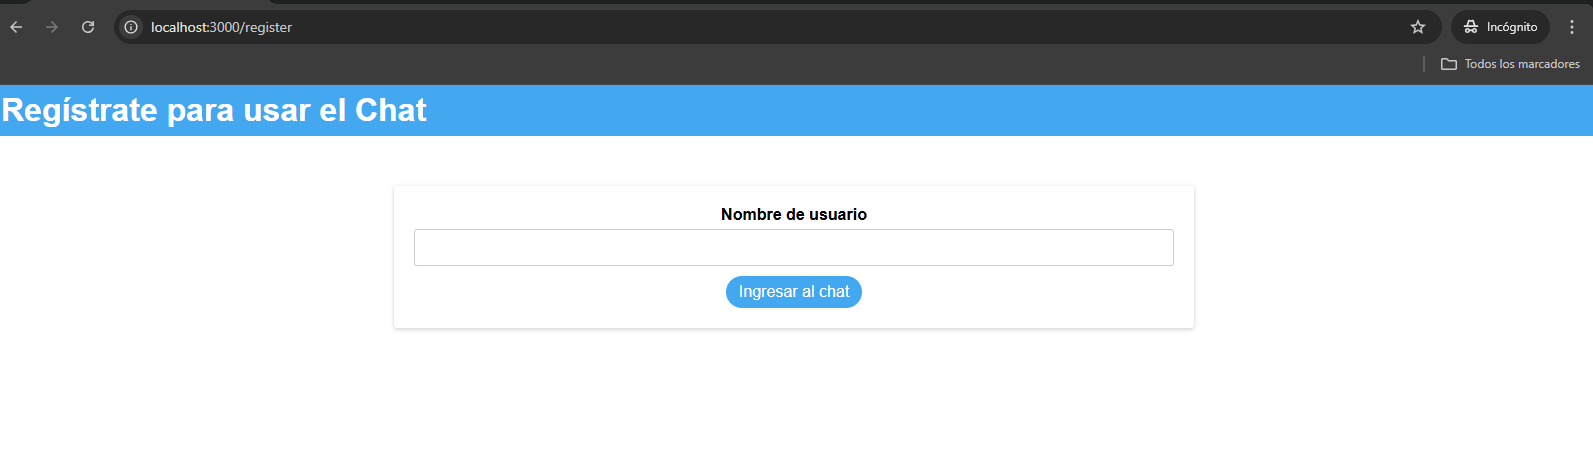 localhost:3000/register
Incógnito
Todos los marcadores
Regístrate para usar el Chat
Nombre de usuario
Ingresar al chat